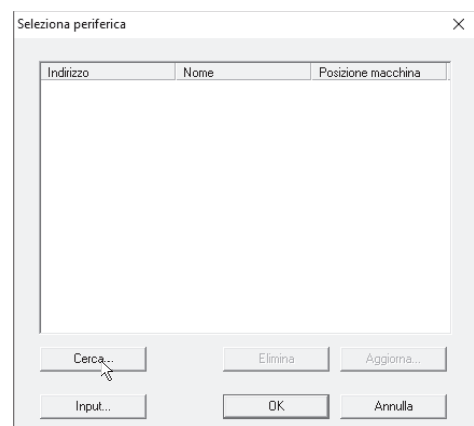 Seleziona periferica
Indirizzo Nome Posizione macchina
Cerca... Elimina Aggiorna...
Input... OK Annulla